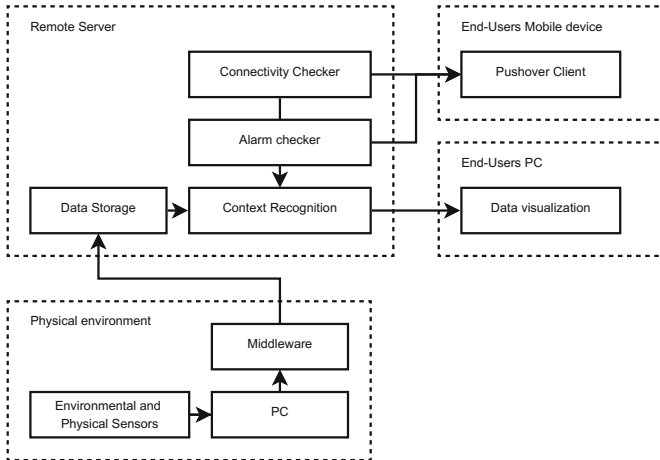 Remote Server
Connectivity Checker
Alarm checker
Data Storage
Context Recognition
End-Users Mobile device
Pushover Client
End-Users PC
Data visualization
Physical environment
Middleware
Environmental and
Physical Sensors
PC